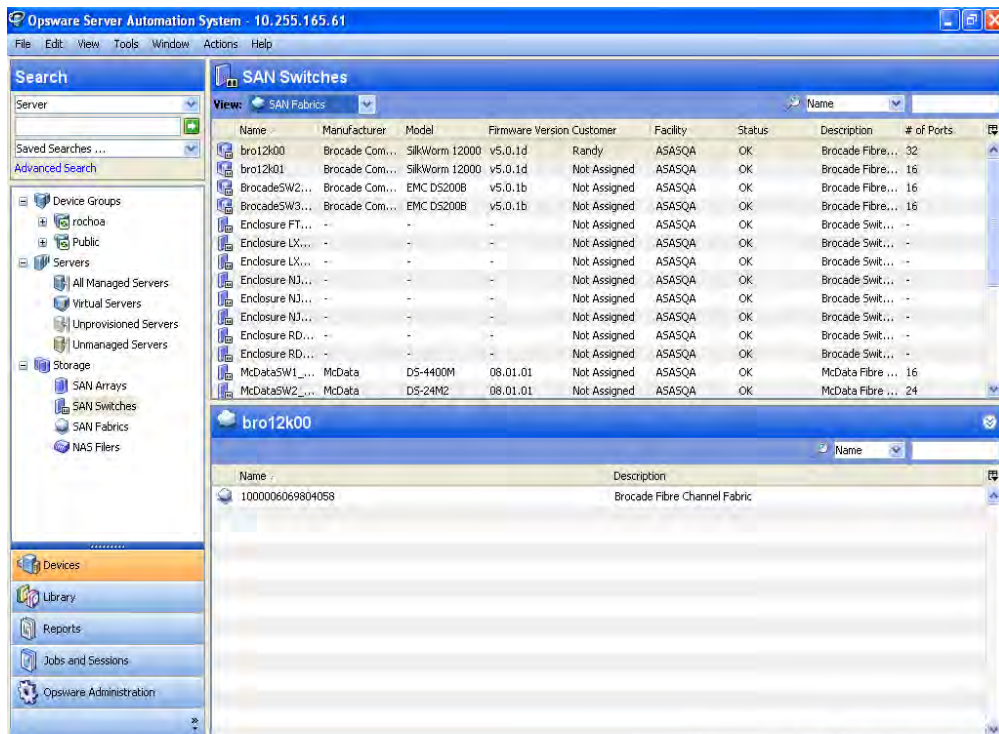 Opsware Server Automation System - 10.255.165.61
File Edit View Tools Window Actions Help
Search
Server
Saved Searches ...
Advanced Search
Device Groups
rochoa
Public
Servers
All Managed Servers
Virtual Servers
Unprovisioned Servers
Unmanaged Servers
Storage
SAN Arrays
SAN Switches
SAN Fabrics
NAS Filers
Devices
Library
Reports
Jobs and Sessions
Opsware Administration
»
SAN Switches
View: SAN Fabrics Name
Name Manufacturer Model Firmware Version Customer Facility Status Description # of Ports
bro12k00 Brocade Com... SilkWorm 12000 v5.0.1d Randy ASASQA OK Brocade Fibre... 32
bro12k01 Brocade Com... SilkWorm 12000 v5.0.1d Not Assigned ASASQA OK Brocade Fibre... 16
BrocadeSW2... Brocade Com... EMC DS200B v5.0.1b Not Assigned ASASQA OK Brocade Fibre... 16
BrocadeSW3... Brocade Com... EMC DS200B v5.0.1b Not Assigned ASASQA OK Brocade Fibre... 16
Enclosure FT... - - - Not Assigned ASASQA OK Brocade Swit... -
Enclosure LX... - - - Not Assigned ASASQA OK Brocade Swit... -
Enclosure LX... - - - Not Assigned ASASQA OK Brocade Swit... -
Enclosure NJ... - - - Not Assigned ASASQA OK Brocade Swit... -
Enclosure NJ... - - - Not Assigned ASASQA OK Brocade Swit... -
Enclosure NJ... - - - Not Assigned ASASQA OK Brocade Swit... -
Enclosure RD... - - - Not Assigned ASASQA OK Brocade Swit... -
Enclosure RD... - - - Not Assigned ASASQA OK Brocade Swit... -
McDataSW1_... McData DS-4400M 08.01.01 Not Assigned ASASQA OK McData Fibre ... 16
McDataSW2_... McData DS-24M2 08.01.01 Not Assigned ASASQA OK McData Fibre ... 24
bro12k00
Name
Name Description
1000006069804058 Brocade Fibre Channel Fabric